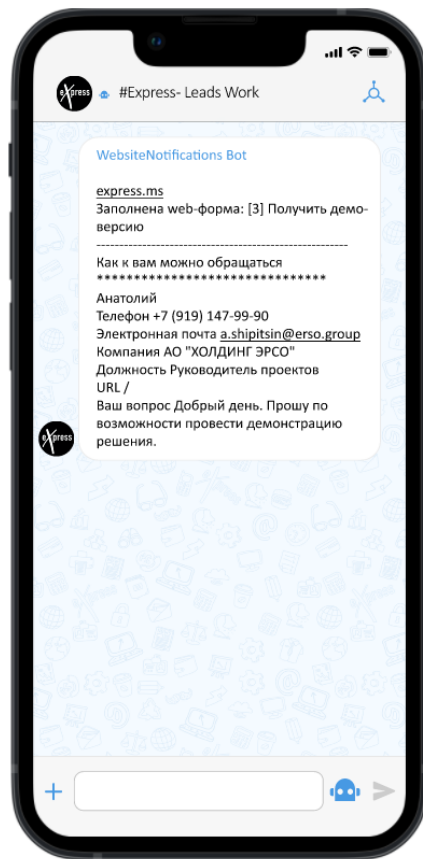 eXpress
#Express- Leads Work
WebsiteNotifications Bot
express.ms
Заполнена web-форма: [3] Получить демо-
версию
------------------------------------------------------
Как к вам можно обращаться
*******************************
Анатолий
Телефон +7 (919) 147-99-90
Электронная почта a.shipitsin@erso.group
Компания АО "ХОЛДИНГ ЭРСО"
Должность Руководитель проектов
URL /
Ваш вопрос Добрый день. Прошу по
возможности провести демонстрацию
решения.
eXpress